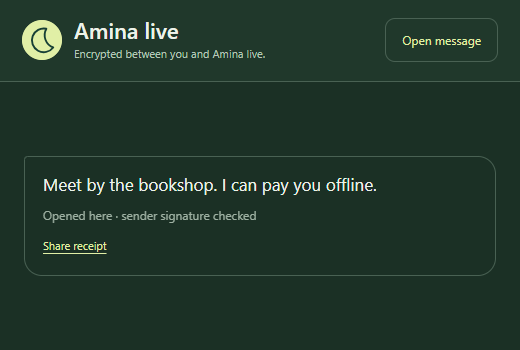 Amina live
Encrypted between you and Amina live.
Open message
Meet by the bookshop. I can pay you offline.
Opened here · sender signature checked
Share receipt